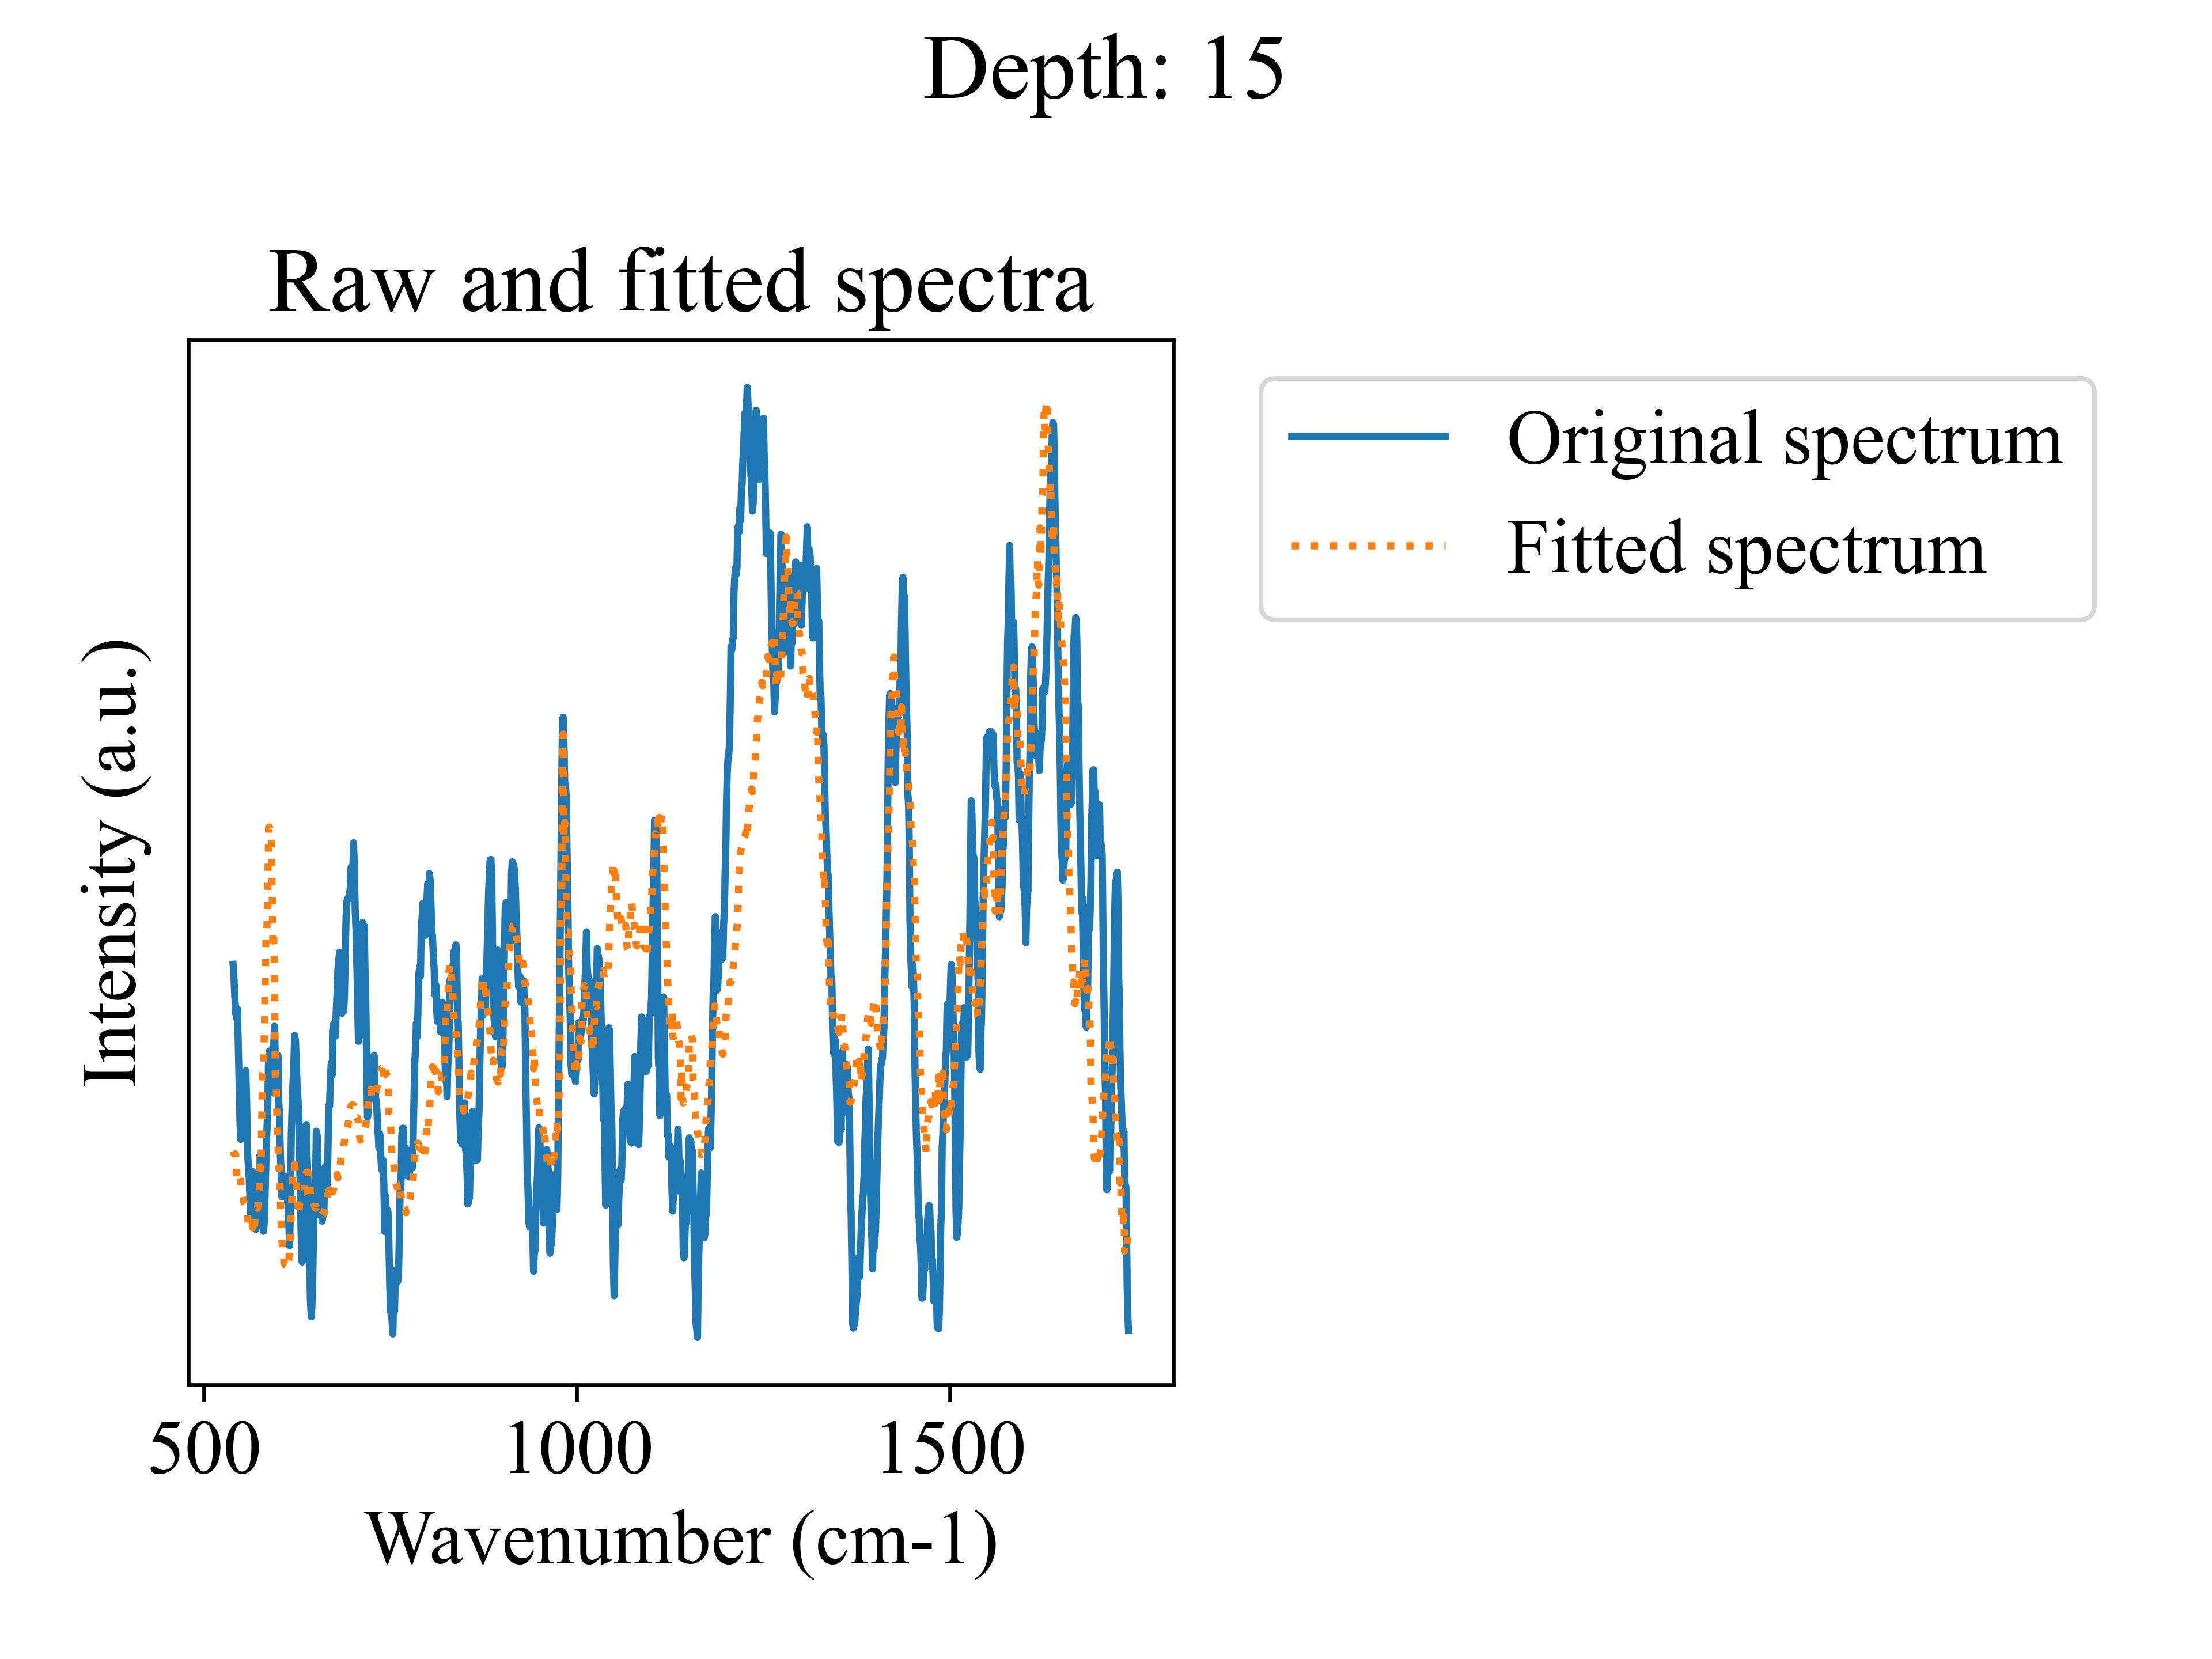 Depth: 15
Raw and fitted spectra
Original spectrum
Fitted spectrum
Intensity (a.u.)
500 1000 1500
Wavenumber (cm-1)